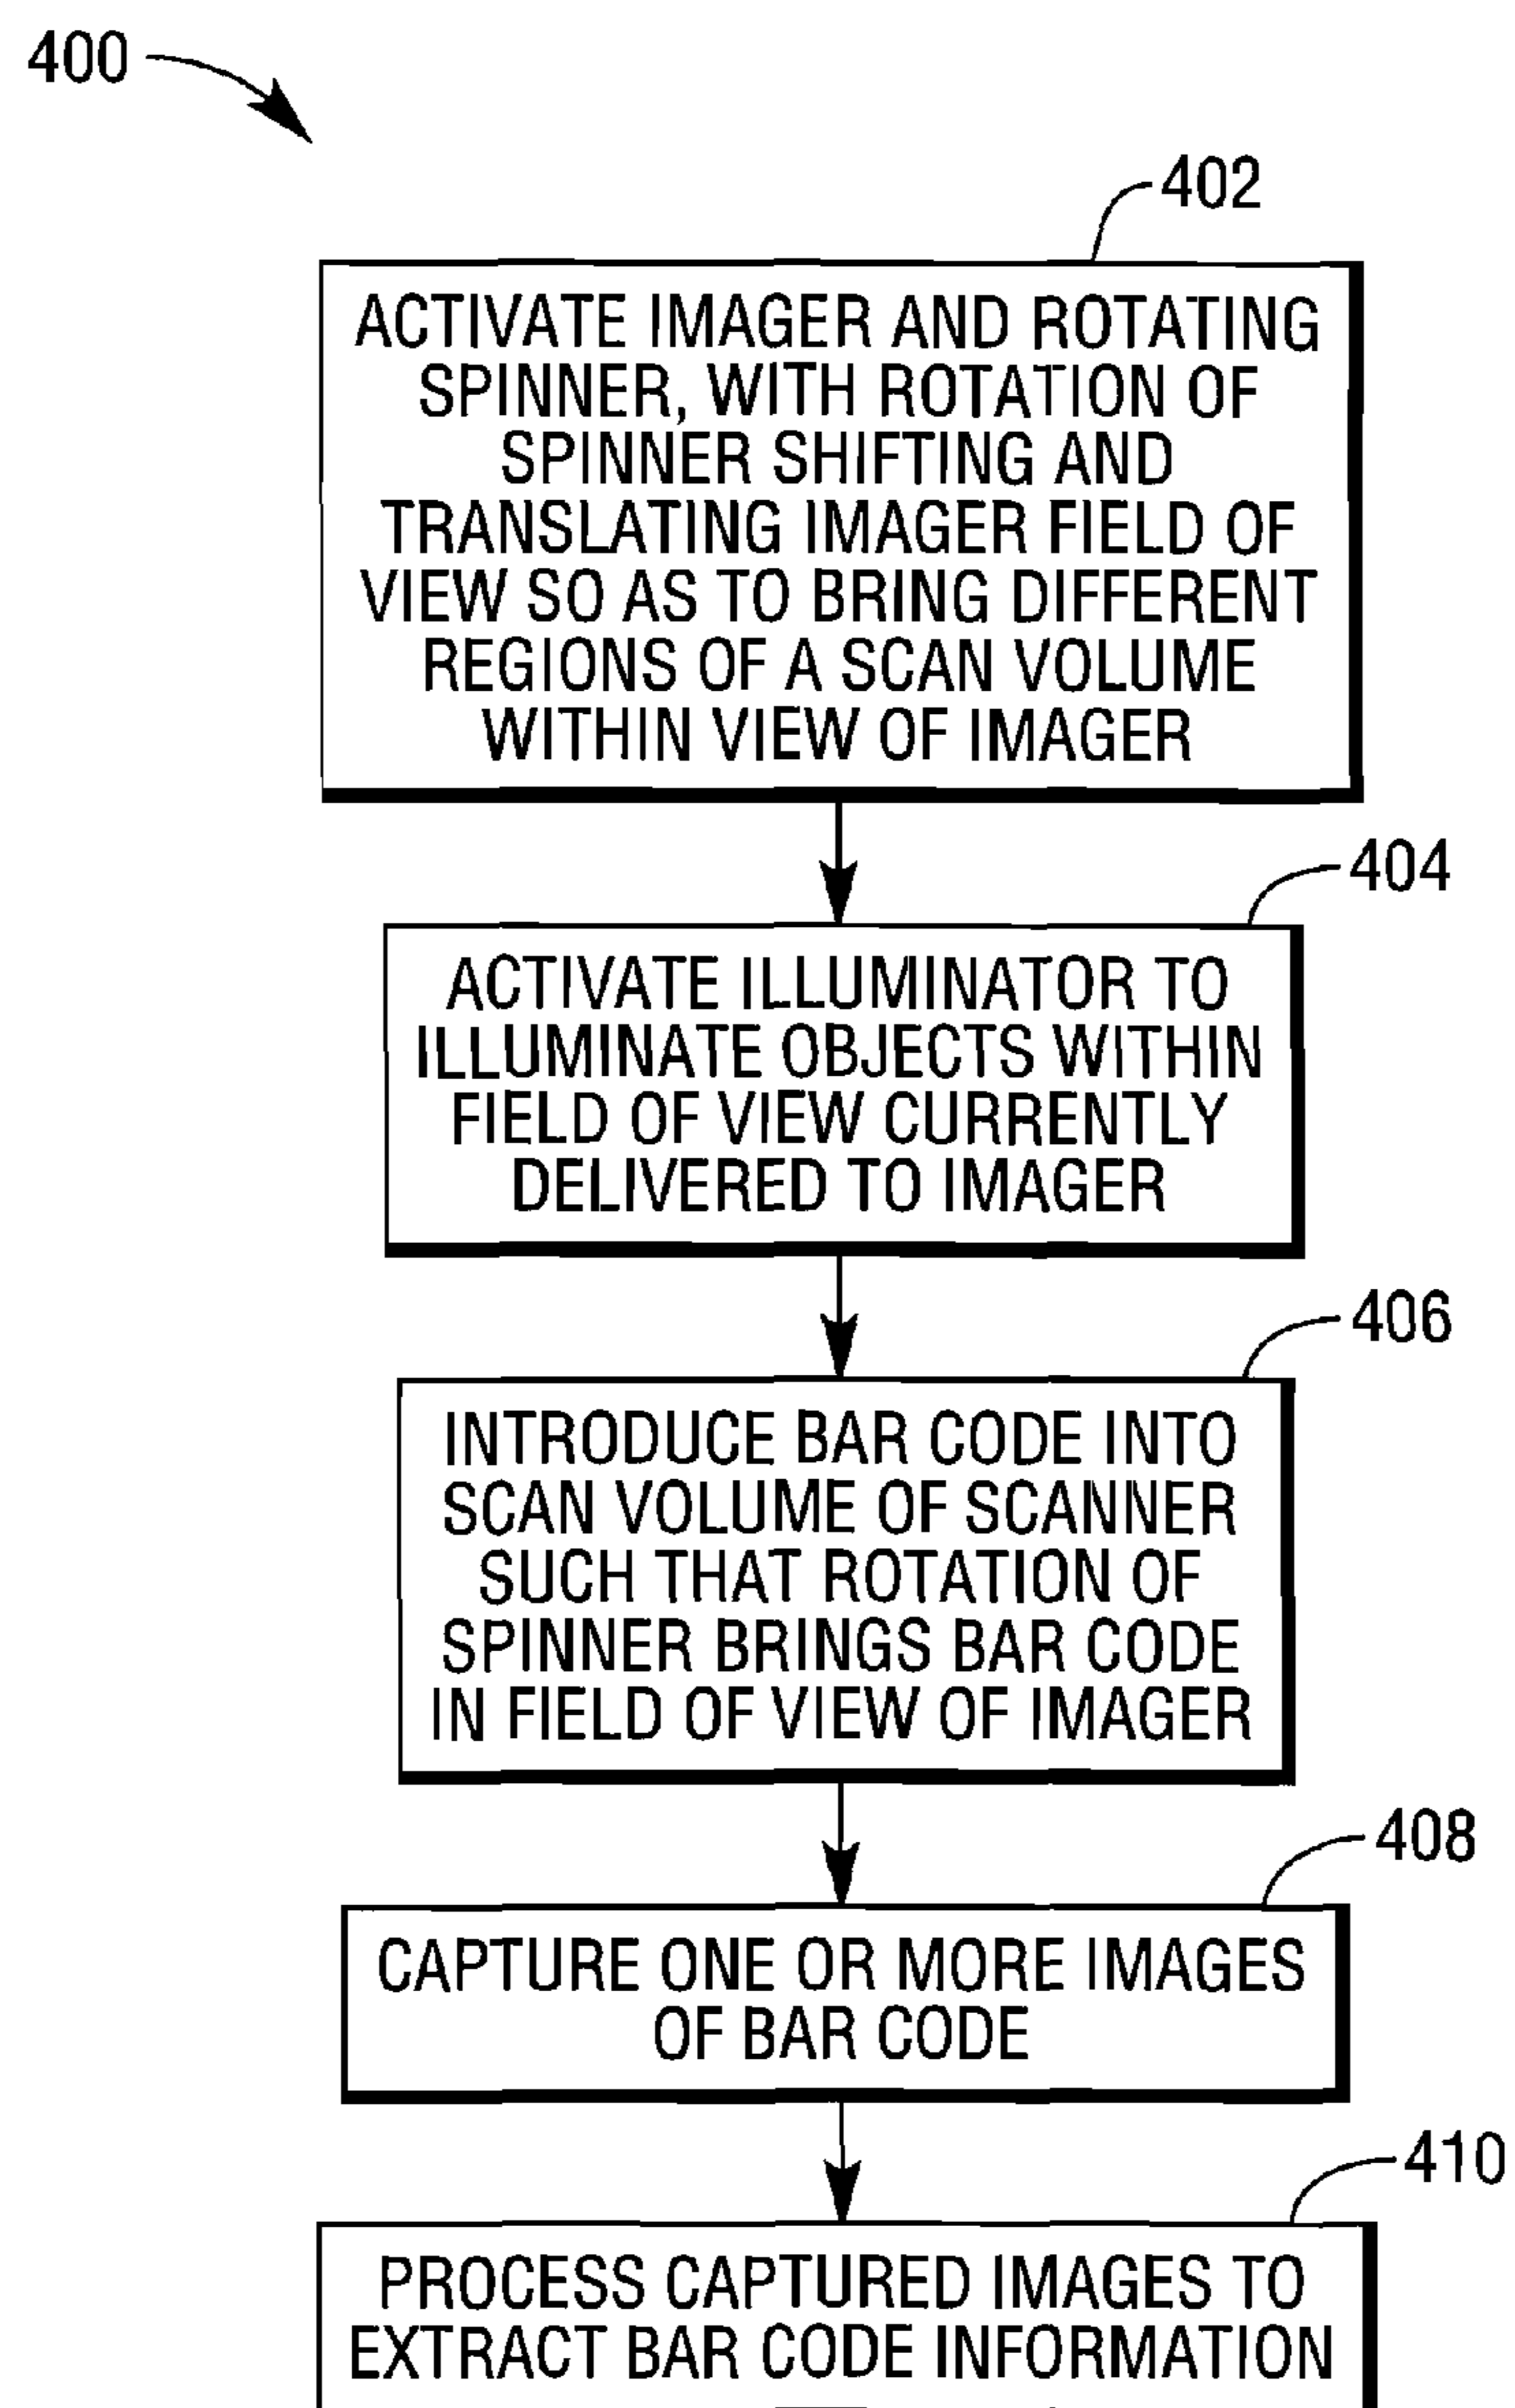 400
402
ACTIVATE IMAGER AND ROTATING
SPINNER, WITH ROTATION OF
SPINNER SHIFTING AND
TRANSLATING IMAGER FIELD OF
VIEW SO AS TO BRING DIFFERENT
REGIONS OF A SCAN VOLUME
WITHIN VIEW OF IMAGER
404
ACTIVATE ILLUMINATOR TO
ILLUMINATE OBJECTS WITHIN
FIELD OF VIEW CURRENTLY
DELIVERED TO IMAGER
406
INTRODUCE BAR CODE INTO
SCAN VOLUME OF SCANNER
SUCH THAT ROTATION OF
SPINNER BRINGS BAR CODE
IN FIELD OF VIEW OF IMAGER
408
CAPTURE ONE OR MORE IMAGES
OF BAR CODE
410
PROCESS CAPTURED IMAGES TO
EXTRACT BAR CODE INFORMATION